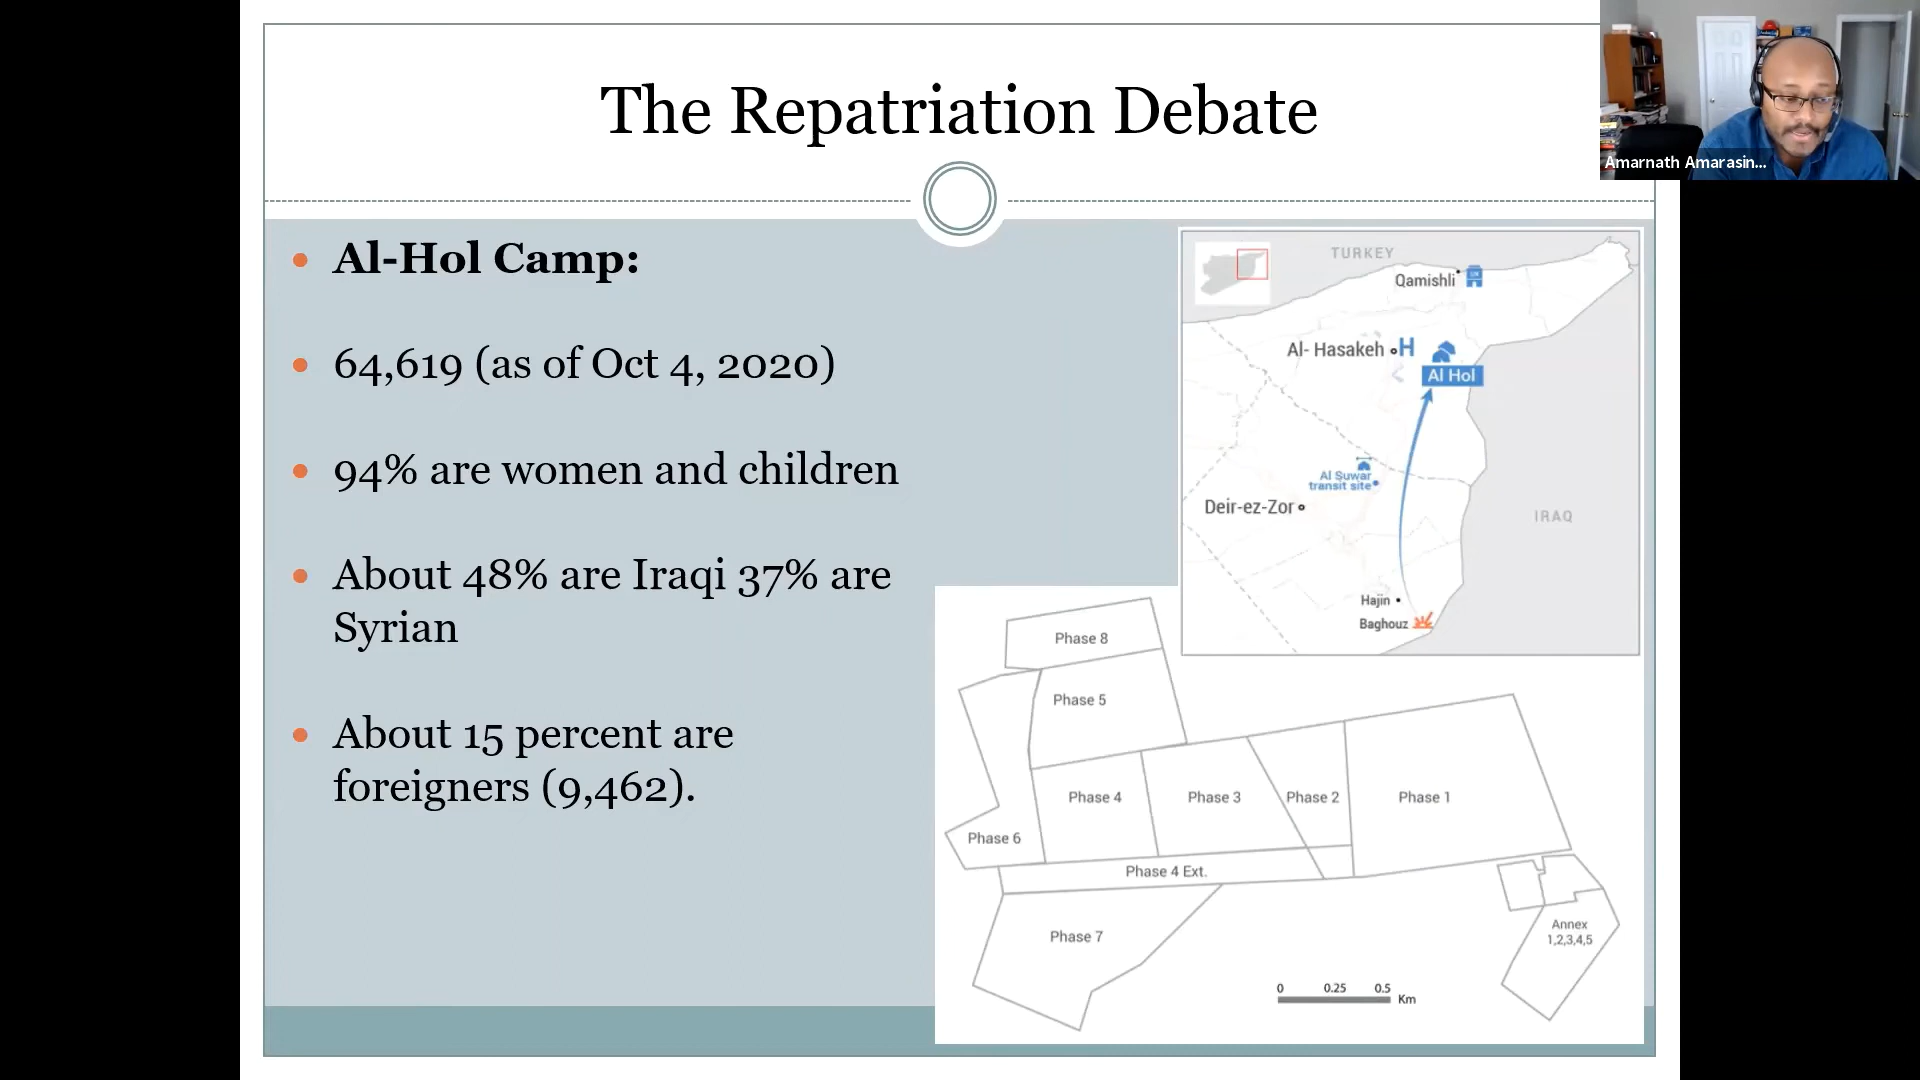 The Repatriation Debate
Amarnath Amarasin...
Al-Hol Camp:
64,619 (as of Oct 4, 2020)
94% are women and children
About 48% are Iraqi 37% are
Syrian
About 15 percent are
foreigners (9,462).
TURKEY
Qamishli
UN
Al- Hasakeh
H
Al Hol
Al Suwar
transit site
Deir-ez-Zor
IRAQ
Hajin
Baghouz
Phase 8
Phase 5
Phase 4
Phase 3
Phase 2
Phase 1
Phase 6
Phase 4 Ext.
Phase 7
Annex
1,2,3,4,5
0 0.25 0.5
Km